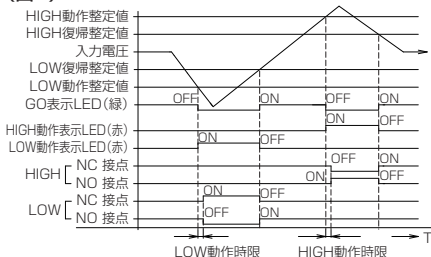 HIGH動作整定値
HIGH復帰整定値
入力電圧
LOW復帰整定値
LOW動作整定値
GO表示LED(緑)
OFF
ON
OFF
ON
HIGH動作表示LED(赤)
ON
OFF
LOW動作表示LED(赤)
ON
OFF
HIGH
NC 接点
OFF
ON
NO 接点
ON
OFF
LOW
NC 接点
ON
OFF
NO 接点
OFF
ON
T
LOW動作時限
HIGH動作時限